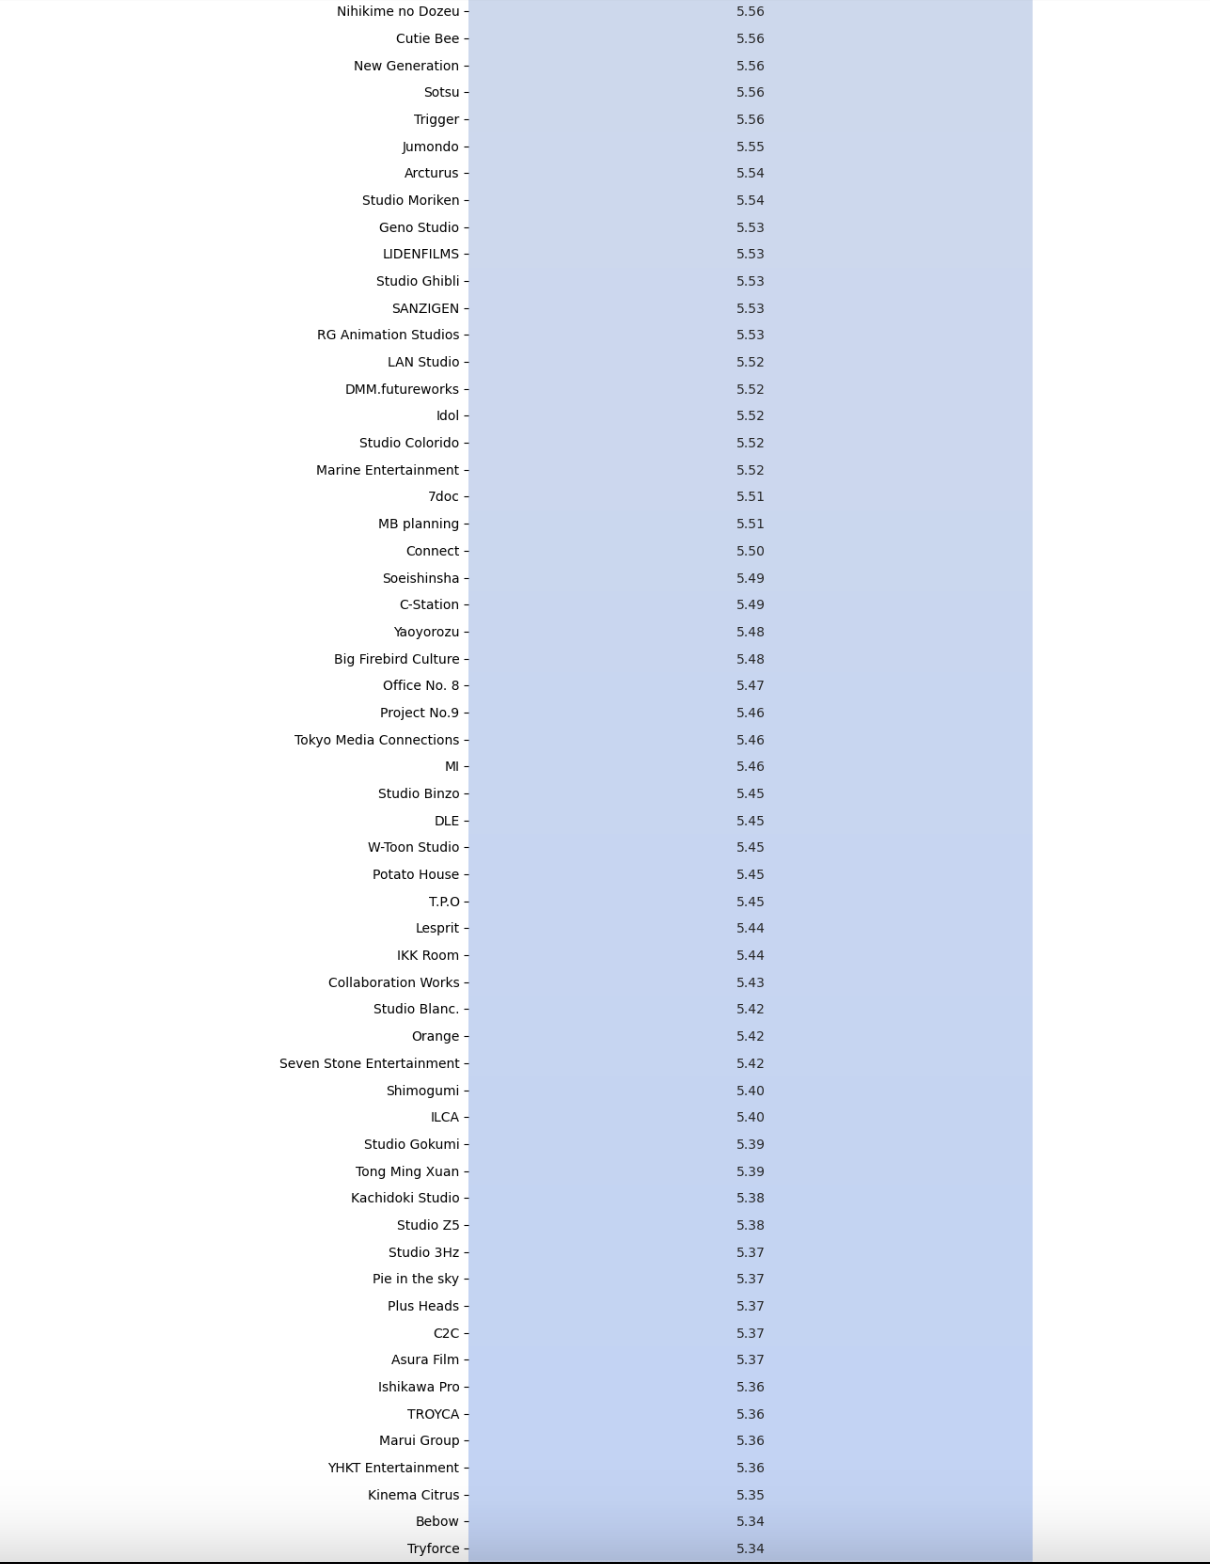 Nihikime no Dozeu 5.56
Cutie Bee 5.56
New Generation 5.56
Sotsu 5.56
Trigger 5.56
Jumondo 5.55
Arcturus 5.54
Studio Moriken 5.54
Geno Studio 5.53
LIDENFILMS 5.53
Studio Ghibli 5.53
SANZIGEN 5.53
RG Animation Studios 5.53
LAN Studio 5.52
DMM.futureworks 5.52
Idol 5.52
Studio Colorido 5.52
Marine Entertainment 5.52
7doc 5.51
MB planning 5.51
Connect 5.50
Soeishinsha 5.49
C-Station 5.49
Yaoyorozu 5.48
Big Firebird Culture 5.48
Office No. 8 5.47
Project No.9 5.46
Tokyo Media Connections 5.46
MI 5.46
Studio Binzo 5.45
DLE 5.45
W-Toon Studio 5.45
Potato House 5.45
T.P.O 5.45
Lesprit 5.44
IKK Room 5.44
Collaboration Works 5.43
Studio Blanc. 5.42
Orange 5.42
Seven Stone Entertainment 5.42
Shimogumi 5.40
ILCA 5.40
Studio Gokumi 5.39
Tong Ming Xuan 5.39
Kachidoki Studio 5.38
Studio Z5 5.38
Studio 3Hz 5.37
Pie in the sky 5.37
Plus Heads 5.37
C2C 5.37
Asura Film 5.37
Ishikawa Pro 5.36
TROYCA 5.36
Marui Group 5.36
YHKT Entertainment 5.36
Kinema Citrus 5.35
Bebow 5.34
Tryforce 5.34